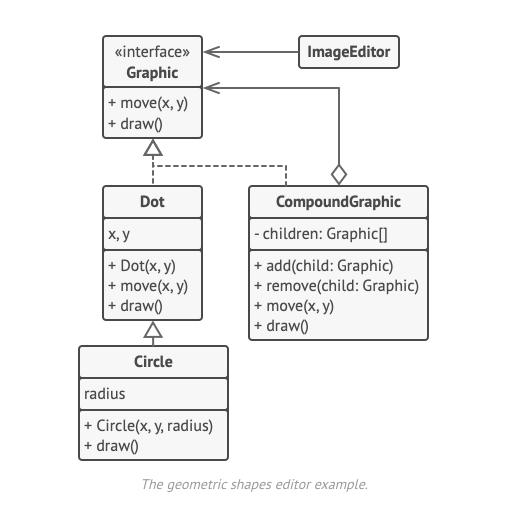 «interface»
Graphic
+ move(x, y)
+ draw()
ImageEditor
Dot
x, y
+ Dot(x, y)
+ move(x, y)
+ draw()
CompoundGraphic
- children: Graphic[]
+ add(child: Graphic)
+ remove(child: Graphic)
+ move(x, y)
+ draw()
Circle
radius
+ Circle(x, y, radius)
+ draw()
The geometric shapes editor example.